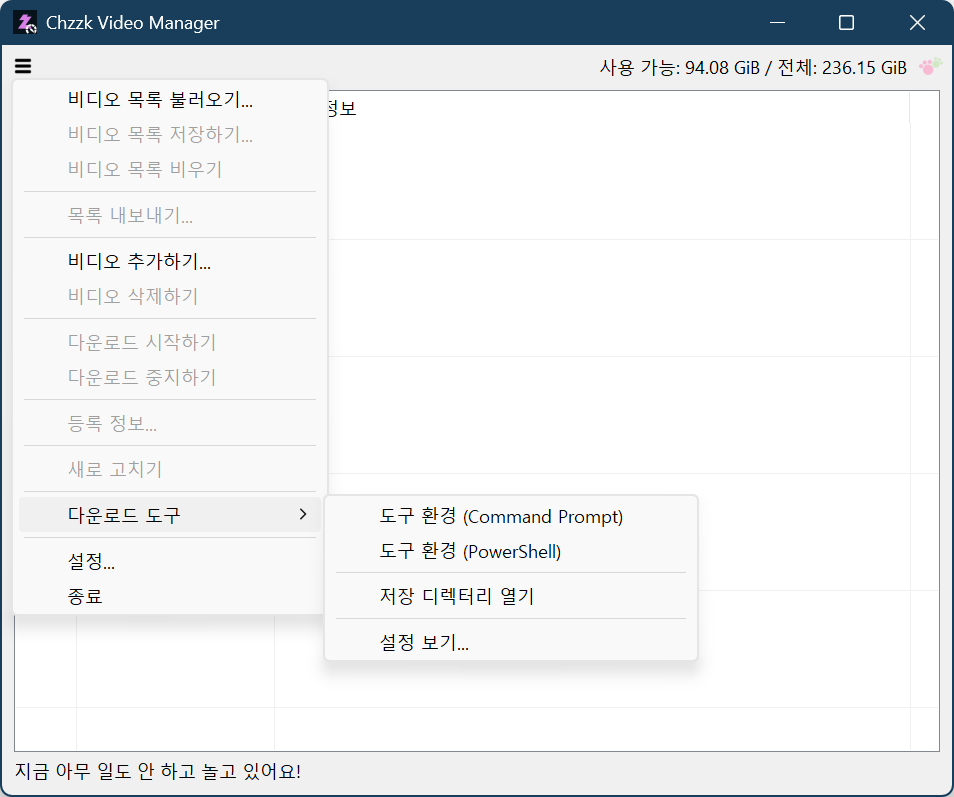 Chzzk Video Manager
사용 가능: 94.08 GiB / 전체: 236.15 GiB
정보
비디오 목록 불러오기...
비디오 목록 저장하기...
비디오 목록 비우기
목록 내보내기...
비디오 추가하기...
비디오 삭제하기
다운로드 시작하기
다운로드 중지하기
등록 정보...
새로 고치기
다운로드 도구
설정...
종료
도구 환경 (Command Prompt)
도구 환경 (PowerShell)
저장 디렉터리 열기
설정 보기...
지금 아무 일도 안 하고 놀고 있어요!